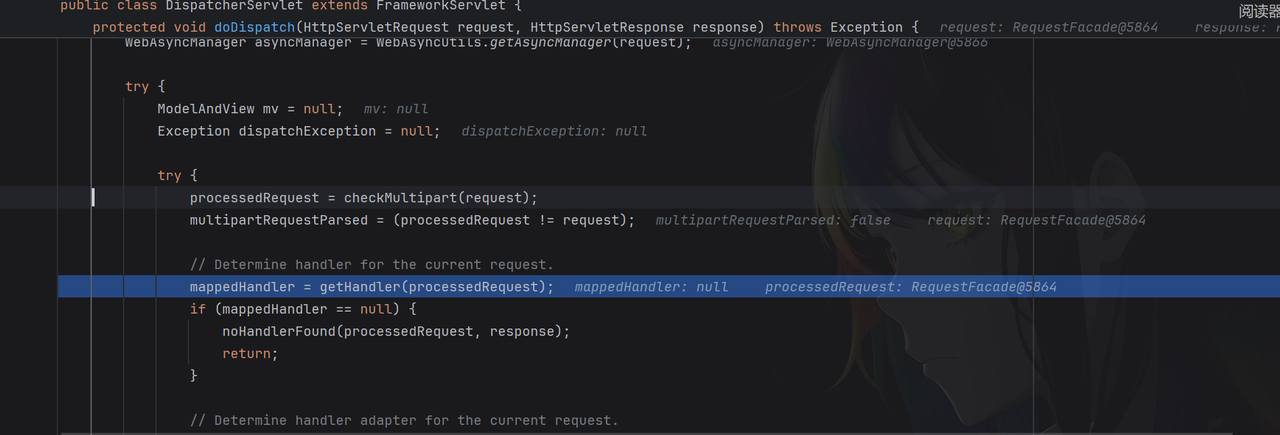 public class DispatcherServlet extends FrameworkServlet {
阅读器
protected void doDispatch(HttpServletRequest request, HttpServletResponse response) throws Exception { request: RequestFacade@5864 response:
WebAsyncManager asyncManager = WebAsyncUtils.getAsyncManager(request); asyncManager: WebAsyncManager@5866
try {
ModelAndView mv = null; mv: null
Exception dispatchException = null; dispatchException: null
try {
processedRequest = checkMultipart(request);
multipartRequestParsed = (processedRequest != request); multipartRequestParsed: false request: RequestFacade@5864
// Determine handler for the current request.
mappedHandler = getHandler(processedRequest); mappedHandler: null processedRequest: RequestFacade@5864
if (mappedHandler == null) {
noHandlerFound(processedRequest, response);
return;
}
// Determine handler adapter for the current request.